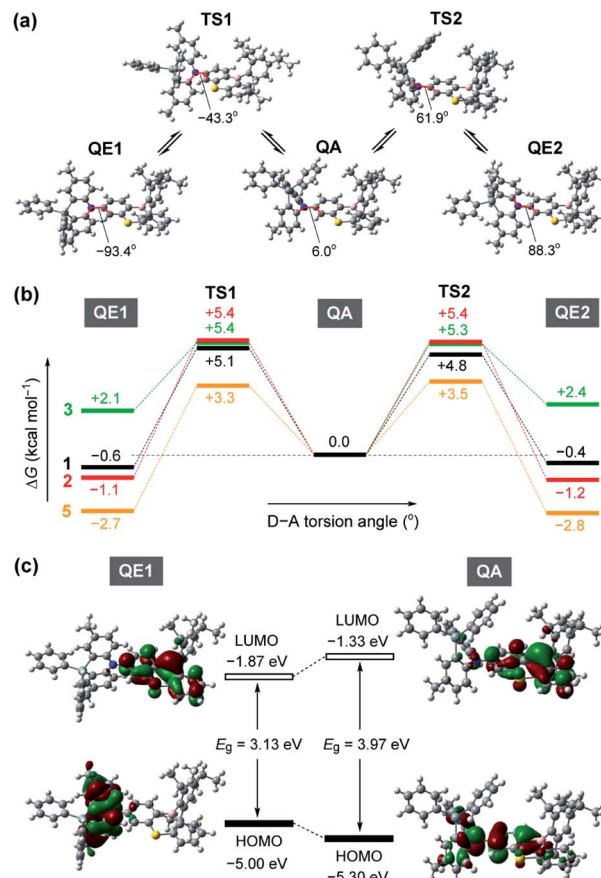 (a)
TS1
TS2
−43.3°
61.9°
QE1
QA
QE2
−93.4°
6.0°
88.3°
(b)
QE1
TS1
QA
TS2
QE2
+5.4
+5.4
+5.4
+5.3
+5.1
+4.8
+3.3
+3.5
3
+2.1
+2.4
0.0
1
−0.6
−0.4
2
−1.1
−1.2
5
−2.7
−2.8
ΔG (kcal mol−1)
D−A torsion angle (°)
(c)
QE1
QA
LUMO
−1.87 eV
LUMO
−1.33 eV
Eg = 3.13 eV
Eg = 3.97 eV
HOMO
−5.00 eV
HOMO
−5.30 eV